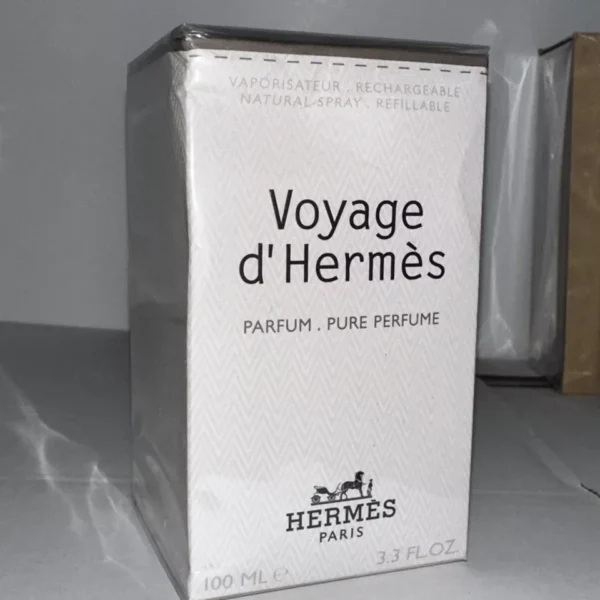 VAPORISATEUR . RECHARGEABLE
NATURAL SPRAY . REFILLABLE
Voyage
d'Hermès
PARFUM . PURE PERFUME
HERMÈS
PARIS
100 ML ℮
3.3 FL.OZ.